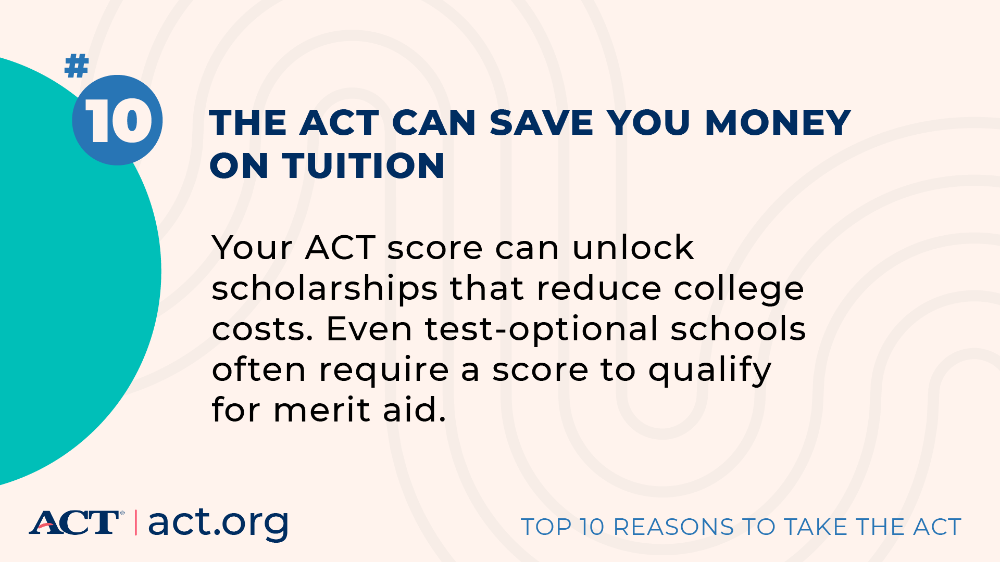 #
10
THE ACT CAN SAVE YOU MONEY
ON TUITION
Your ACT score can unlock
scholarships that reduce college
costs. Even test-optional schools
often require a score to qualify
for merit aid.
ACT® | act.org
TOP 10 REASONS TO TAKE THE ACT